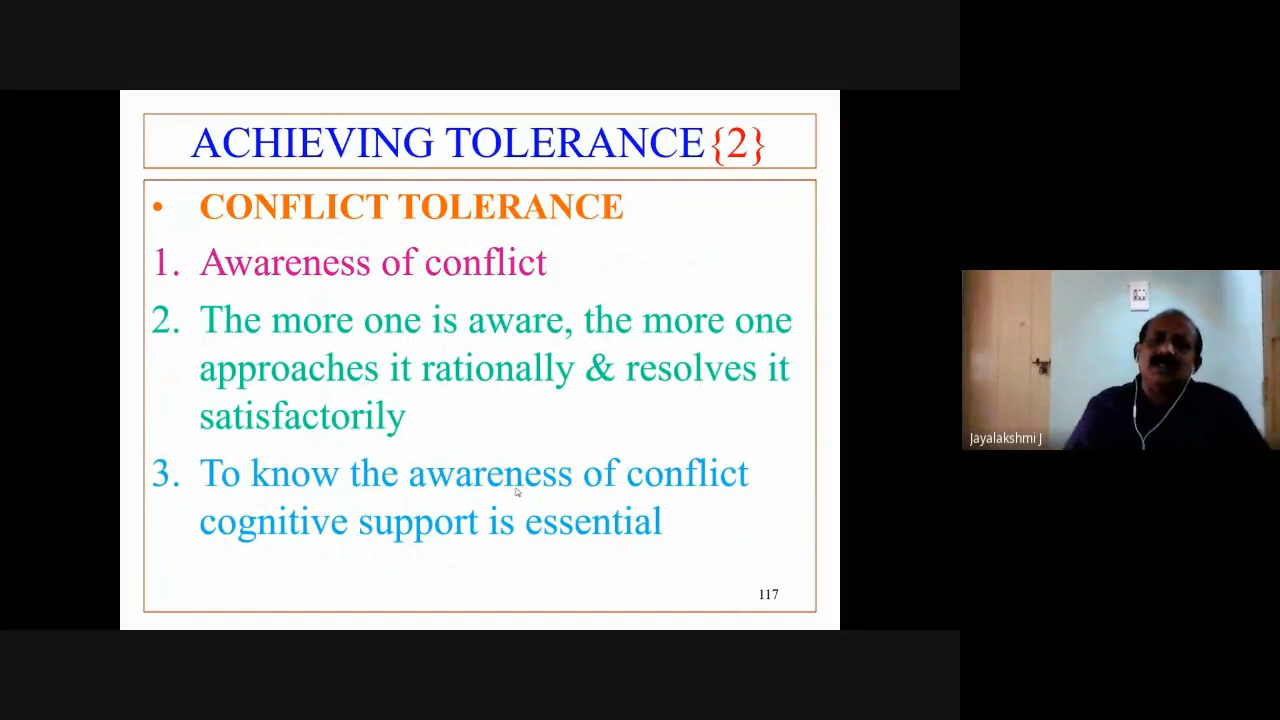 ACHIEVING TOLERANCE{2}
• CONFLICT TOLERANCE
1. Awareness of conflict
2. The more one is aware, the more one
approaches it rationally & resolves it
satisfactorily
3. To know the awareness of conflict
cognitive support is essential
117
Jayalakshmi J